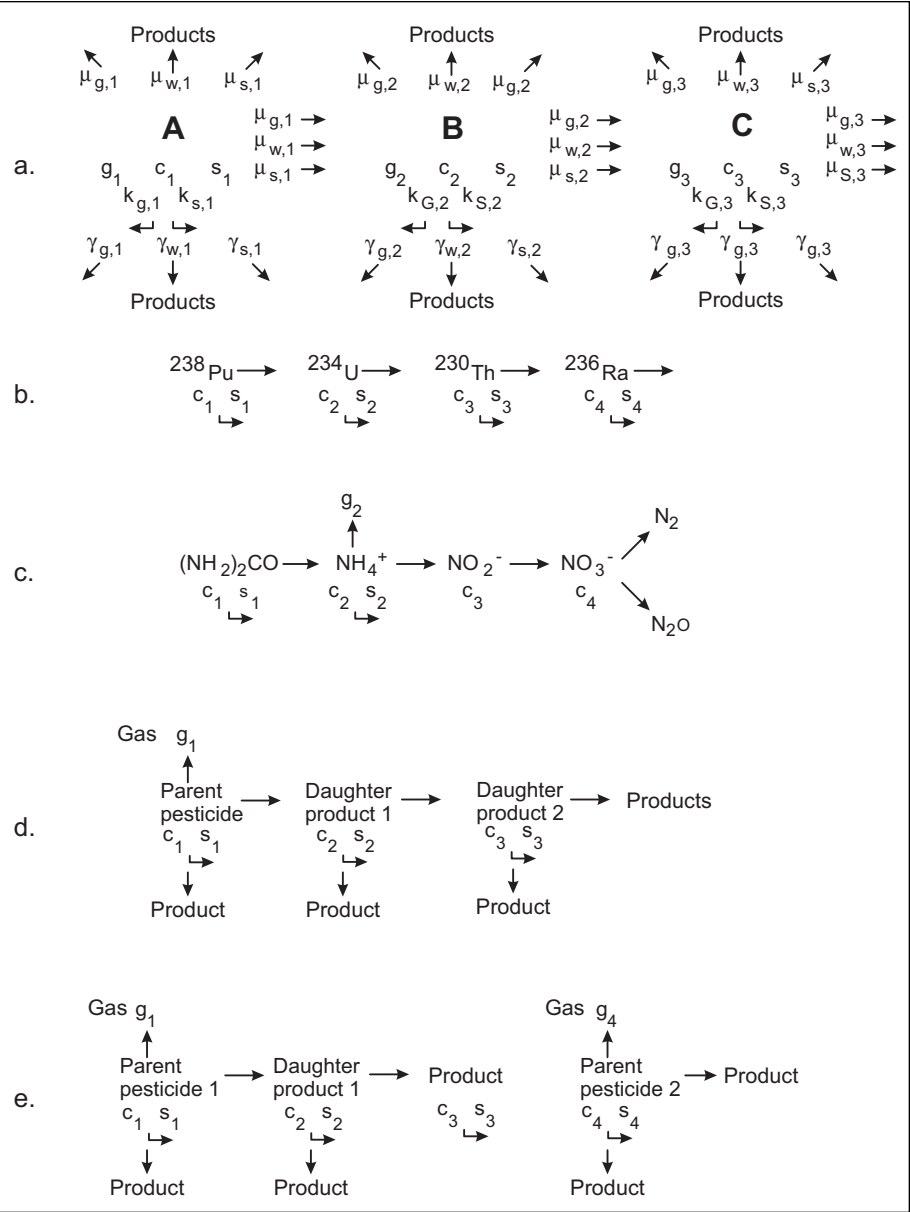 Products Products Products
μg,1 μw,1 μs,1 μg,2 μw,2 μg,2 μg,3 μw,3 μs,3
A B C
μg,1 μg,2 μg,3
μw,1 μw,2 μw,3
μs,1 μs,2 μS,3
a.
g1 c1 s1 g2 c2 s2 g3 c3 s3
kg,1 ks,1 kG,2 kS,2 kG,3 kS,3
γg,1 γw,1 γs,1 γg,2 γw,2 γs,2 γg,3 γg,3 γg,3
Products Products Products
b.
238Pu 234U 230Th 236Ra
c1 s1 c2 s2 c3 s3 c4 s4
c.
g2 N2
(NH2)2CO NH4+ NO2- NO3-
c1 s1 c2 s2 c3 c4
N2O
d.
Gas g1
Parent Daughter Daughter
pesticide product 1 product 2 Products
c1 s1 c2 s2 c3 s3
Product Product Product
e.
Gas g1 Gas g4
Parent Daughter Product Parent Product
pesticide 1 product 1 pesticide 2
c1 s1 c2 s2 c3 s3 c4 s4
Product Product Product